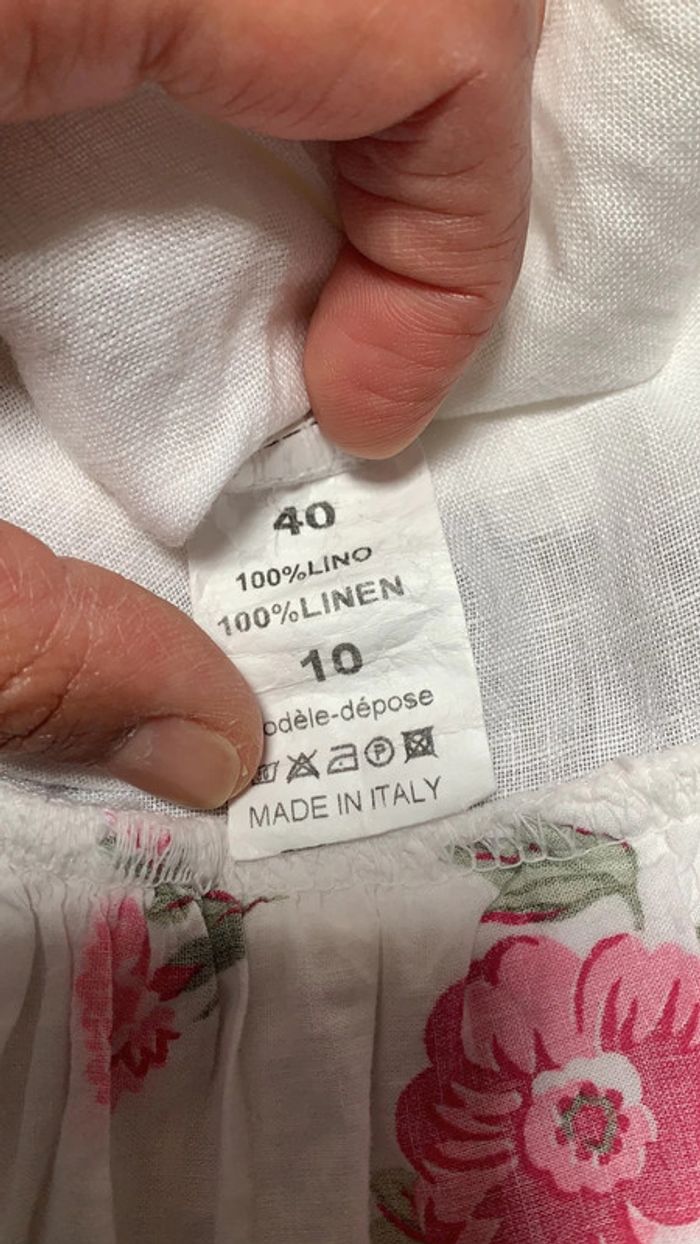 40
100%LINO
100%LINEN
10
odèle-dépose
P
MADE IN ITALY